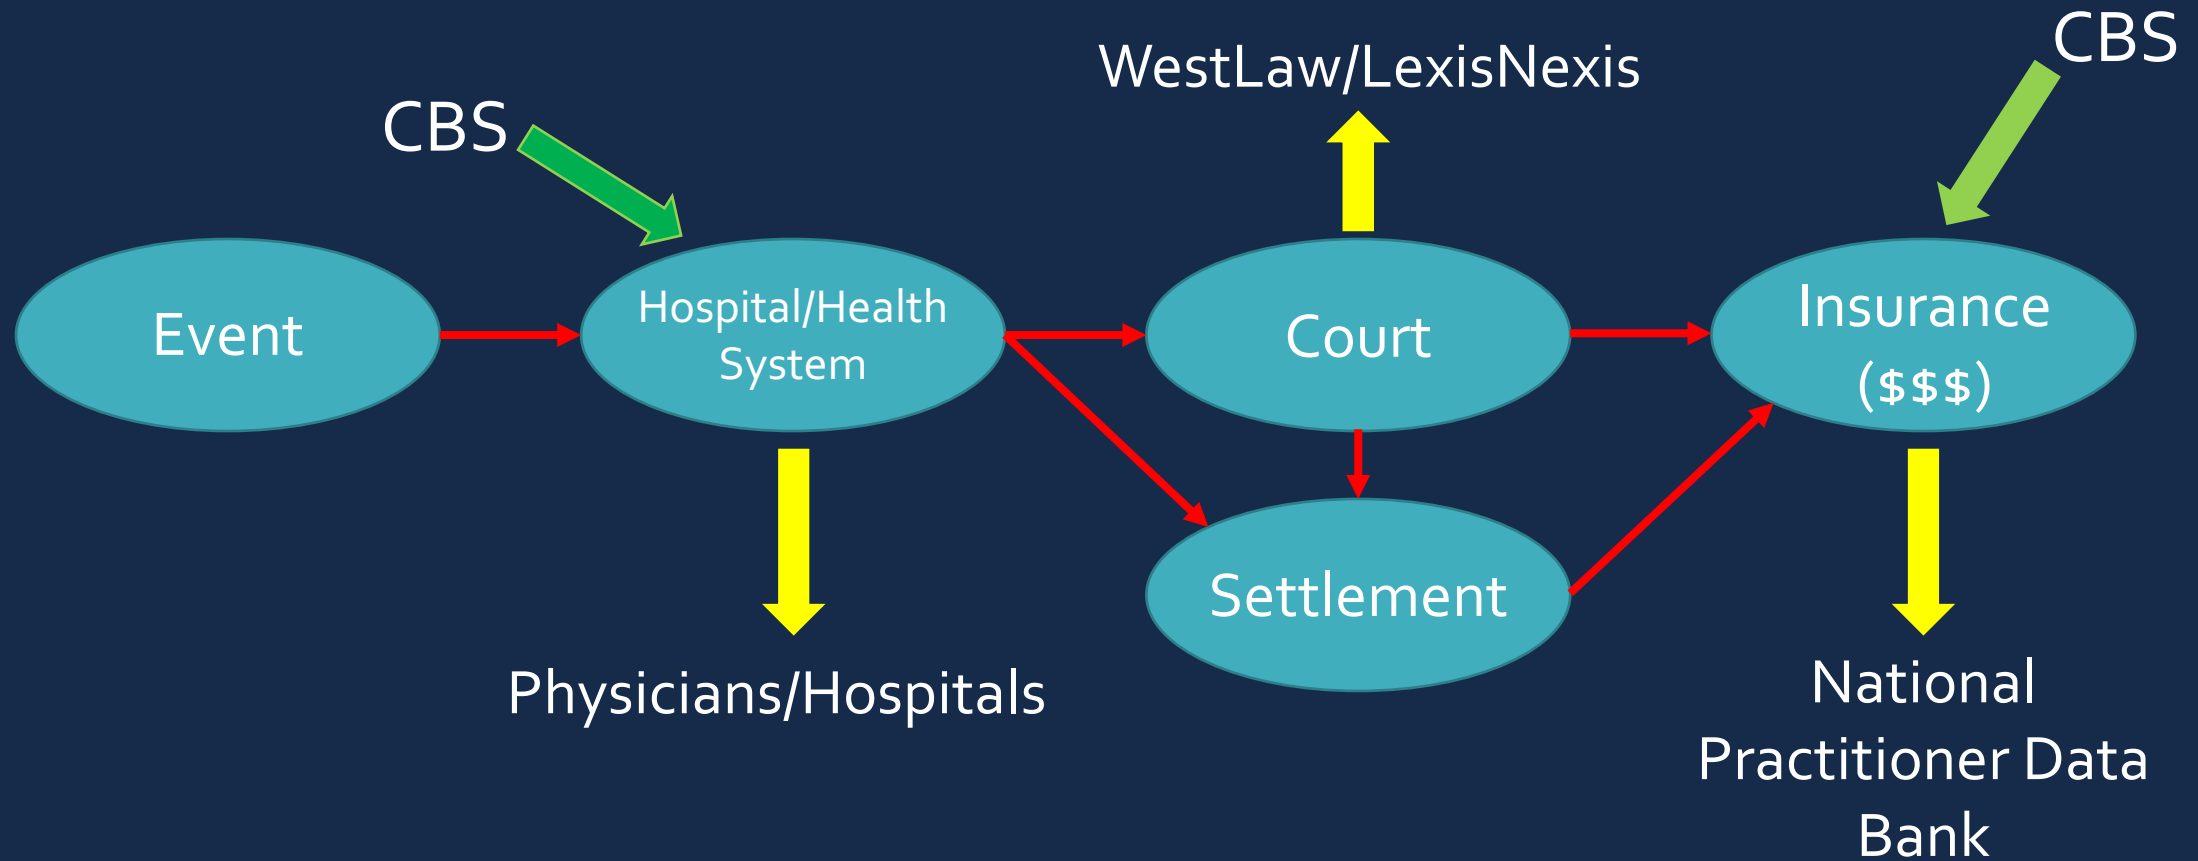 CBS
WestLaw/LexisNexis
CBS
Event
Hospital/Health
System
Court
Insurance
($$$)
Settlement
Physicians/Hospitals
National
Practitioner Data
Bank